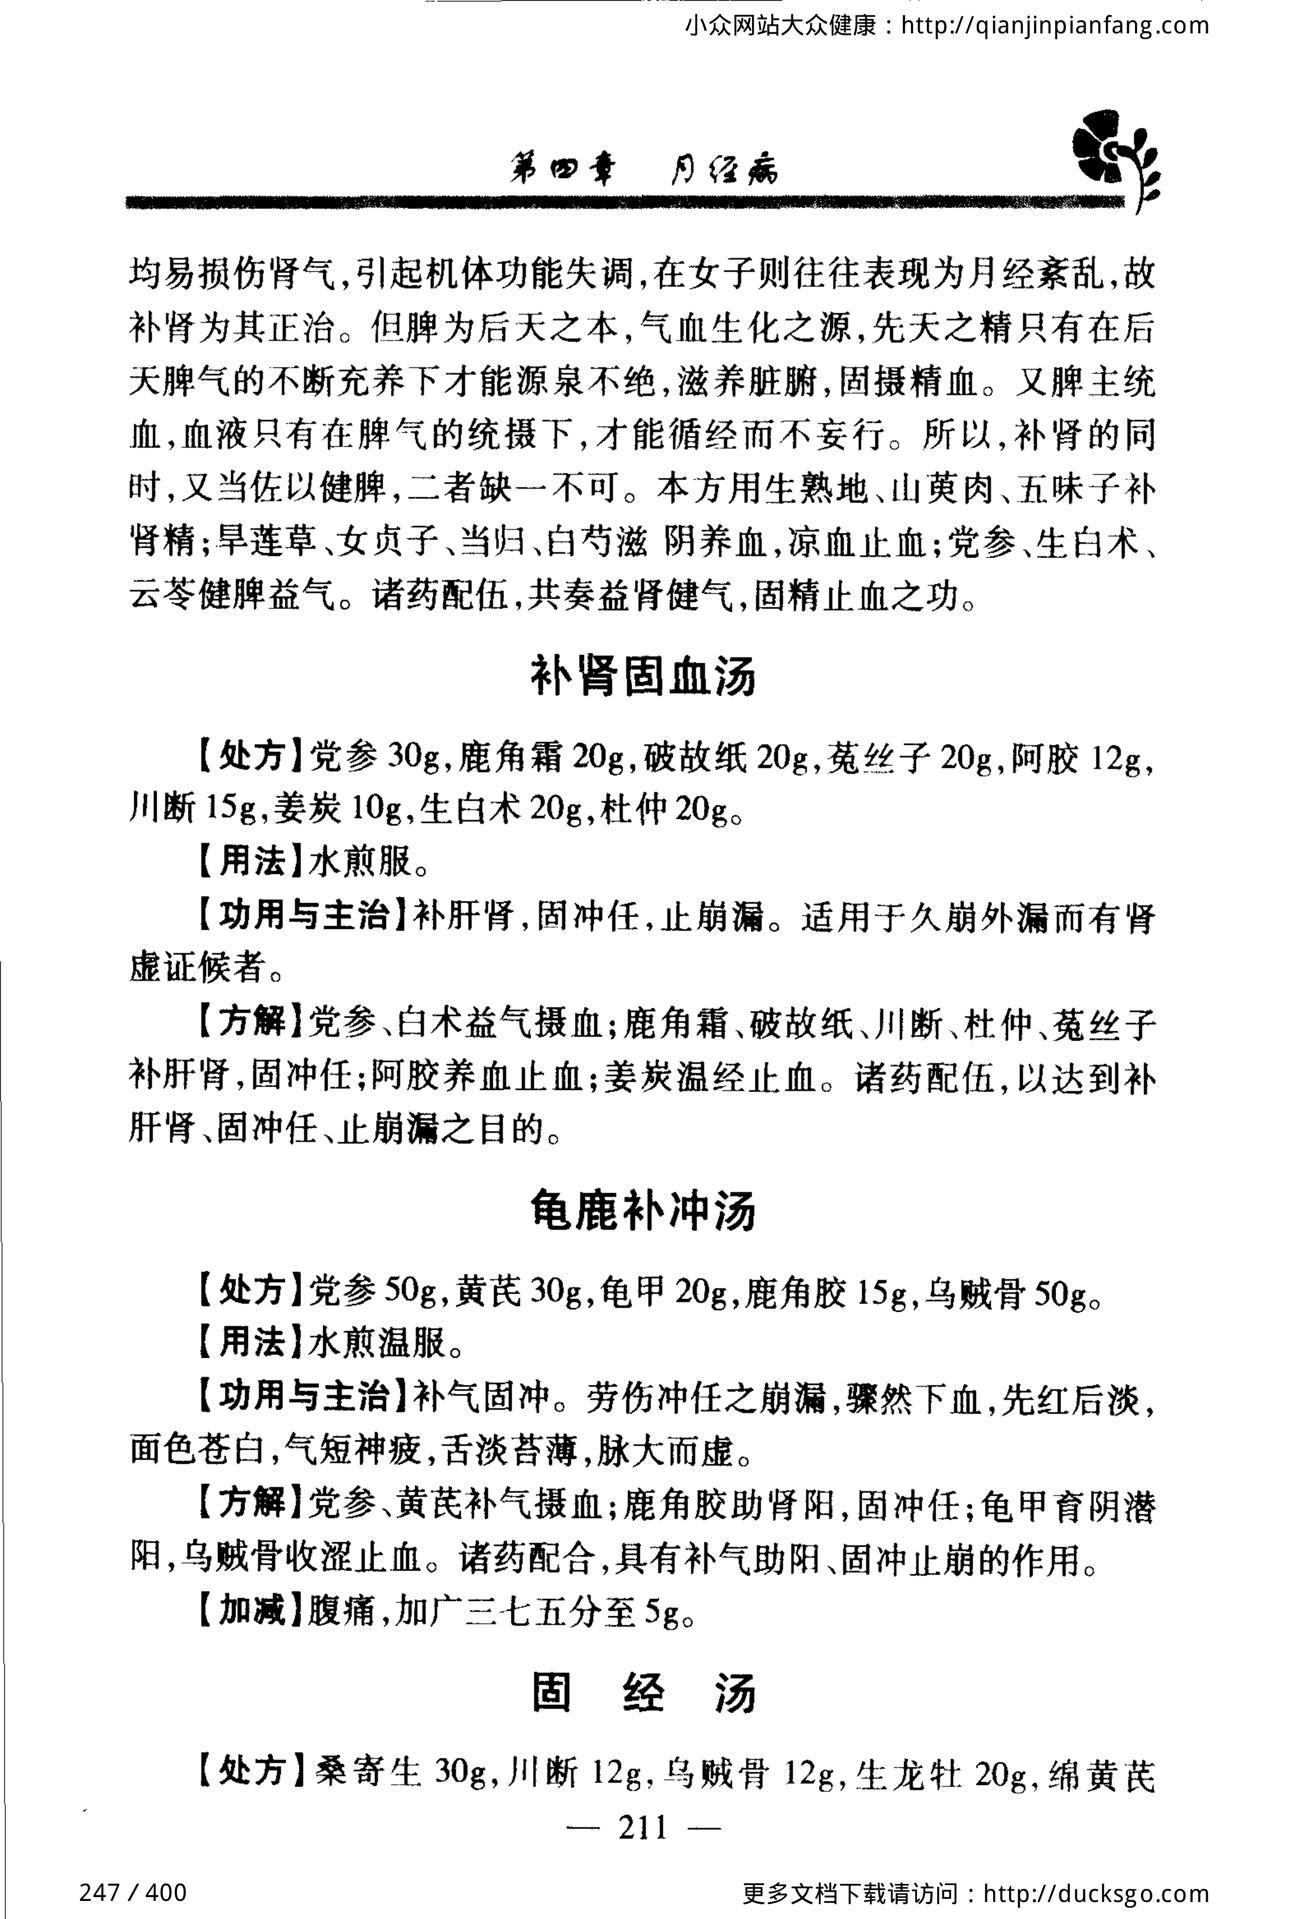 小众网站大众健康：http://qianjinpianfang.com
第四章 月经病
均易损伤肾气,引起机体功能失调,在女子则往往表现为月经紊乱,故
补肾为其正治。但脾为后天之本,气血生化之源,先天之精只有在后
天脾气的不断充养下才能源泉不绝,滋养脏腑,固摄精血。又脾主统
血,血液只有在脾气的统摄下,才能循经而不妄行。所以,补肾的同
时,又当佐以健脾,二者缺一不可。本方用生熟地、山萸肉、五味子补
肾精;旱莲草、女贞子、当归、白芍滋 阴养血,凉血止血;党参、生白术、
云苓健脾益气。诸药配伍,共奏益肾健气,固精止血之功。
补肾固血汤
【处方】党参 30g,鹿角霜 20g,破故纸 20g,菟丝子 20g,阿胶 12g,
川断 15g,姜炭 10g,生白术 20g,杜仲 20g。
【用法】水煎服。
【功用与主治】补肝肾,固冲任,止崩漏。适用于久崩外漏而有肾
虚证候者。
【方解】党参、白术益气摄血;鹿角霜、破故纸、川断、杜仲、菟丝子
补肝肾,固冲任;阿胶养血止血;姜炭温经止血。诸药配伍,以达到补
肝肾、固冲任、止崩漏之目的。
龟鹿补冲汤
【处方】党参 50g,黄芪 30g,龟甲 20g,鹿角胶 15g,乌贼骨 50g。
【用法】水煎温服。
【功用与主治】补气固冲。劳伤冲任之崩漏,骤然下血,先红后淡,
面色苍白,气短神疲,舌淡苔薄,脉大而虚。
【方解】党参、黄芪补气摄血;鹿角胶助肾阳,固冲任;龟甲育阴潜
阳,乌贼骨收涩止血。诸药配合,具有补气助阳、固冲止崩的作用。
【加减】腹痛,加广三七五分至 5g。
固 经 汤
【处方】桑寄生 30g,川断 12g,乌贼骨 12g,生龙牡 20g,绵黄芪
— 211 —
247 / 400
更多文档下载请访问：http://ducksgo.com